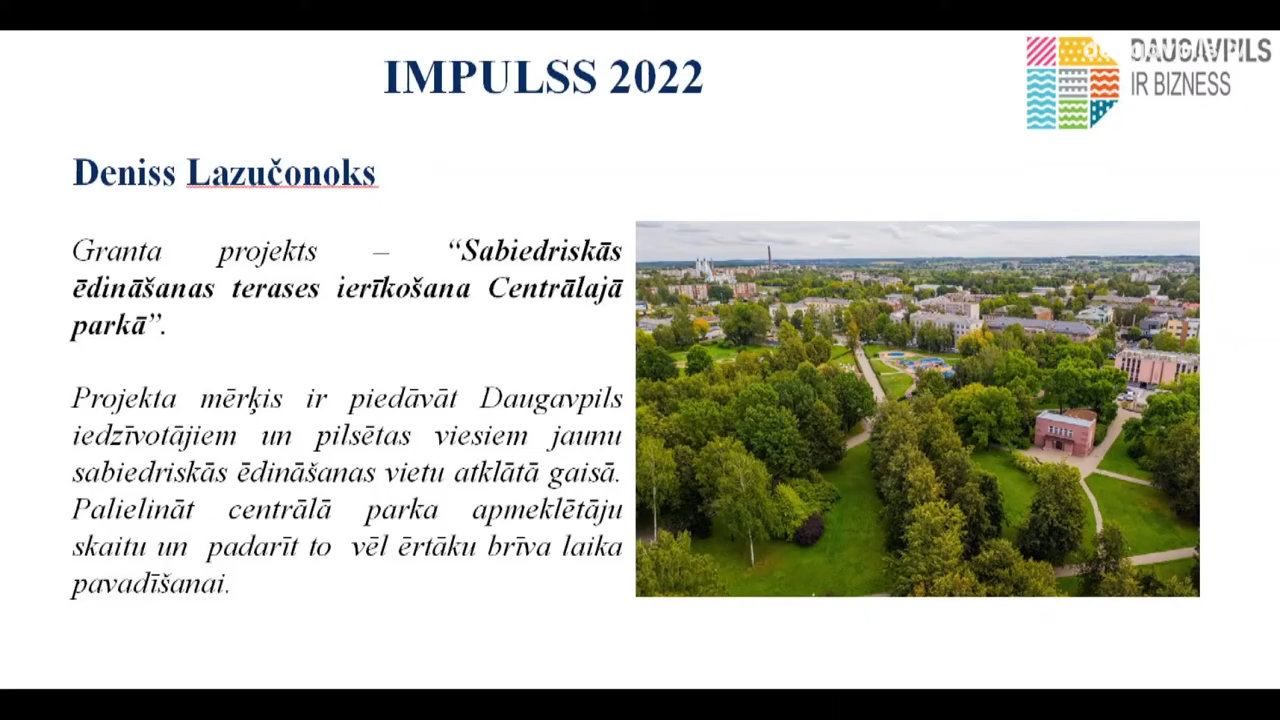 IMPULSS 2022
DAUGAVPILS
IR BIZNESS
Deniss Lazučonoks
Granta projekts – “Sabiedriskās
ēdināšanas terases ierīkošana Centrālajā
parkā”.
Projekta mērķis ir piedāvāt Daugavpils
iedzīvotājiem un pilsētas viesiem jaunu
sabiedriskās ēdināšanas vietu atklātā gaisā.
Palielināt centrālā parka apmeklētāju
skaitu un padarīt to vēl ērtāku brīva laika
pavadīšanai.